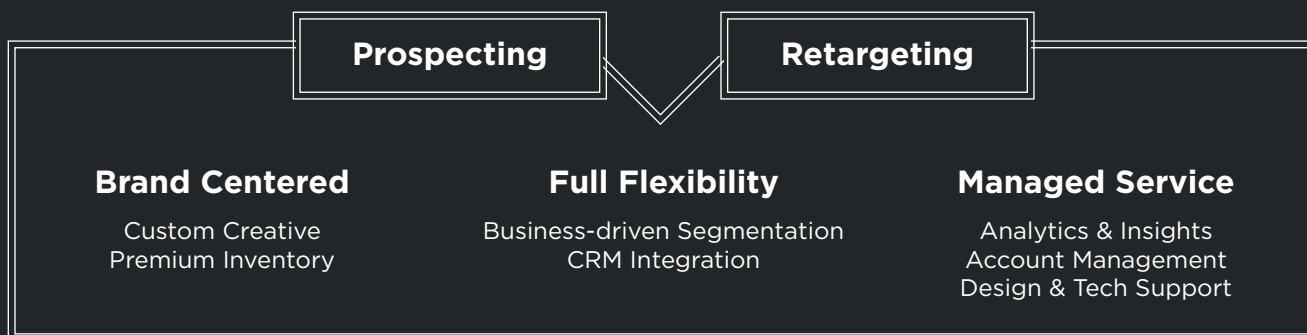 Prospecting
Retargeting
Brand Centered
Custom Creative
Premium Inventory
Full Flexibility
Business-driven Segmentation
CRM Integration
Managed Service
Analytics & Insights
Account Management
Design & Tech Support